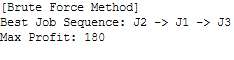 [Brute Force Method]
Best Job Sequence: J2 -> J1 -> J3
Max Profit: 180